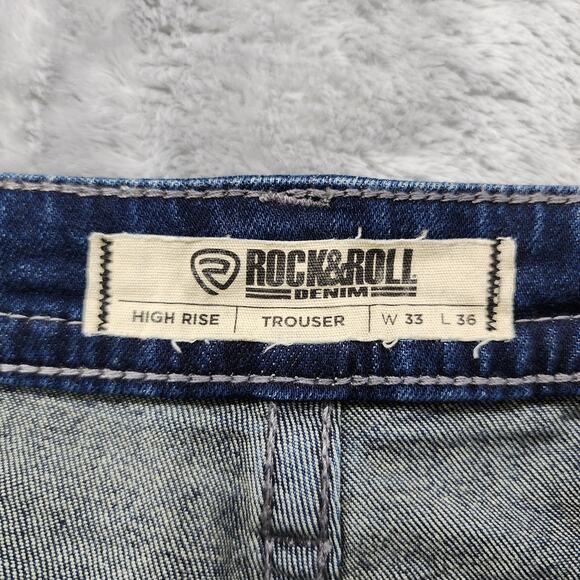 ROCK&ROLL
DENIM
HIGH RISE | TROUSER | W 33 L 36